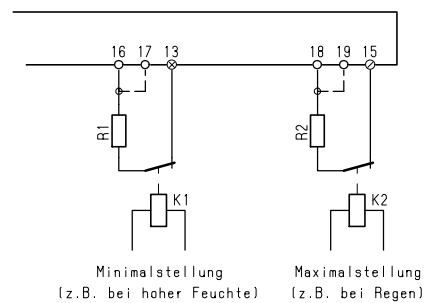 16 17 13 18 19 15
R1 R2
K1 K2
Minimalstellung Maximalstellung
(z.B. bei hoher Feuchte) (z.B. bei Regen)